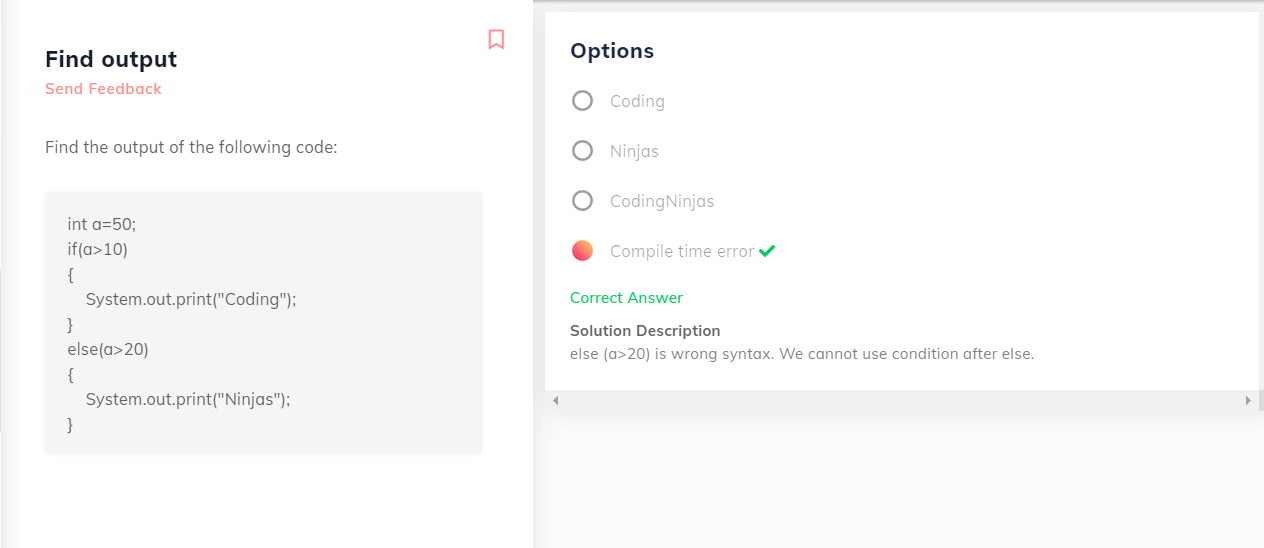 Find output
Send Feedback
Find the output of the following code:
int a=50;
if(a>10)
{
System.out.print("Coding");
}
else(a>20)
{
System.out.print("Ninjas");
}
Options
Coding
Ninjas
CodingNinjas
Compile time error
Correct Answer
Solution Description
else (a>20) is wrong syntax. We cannot use condition after else.